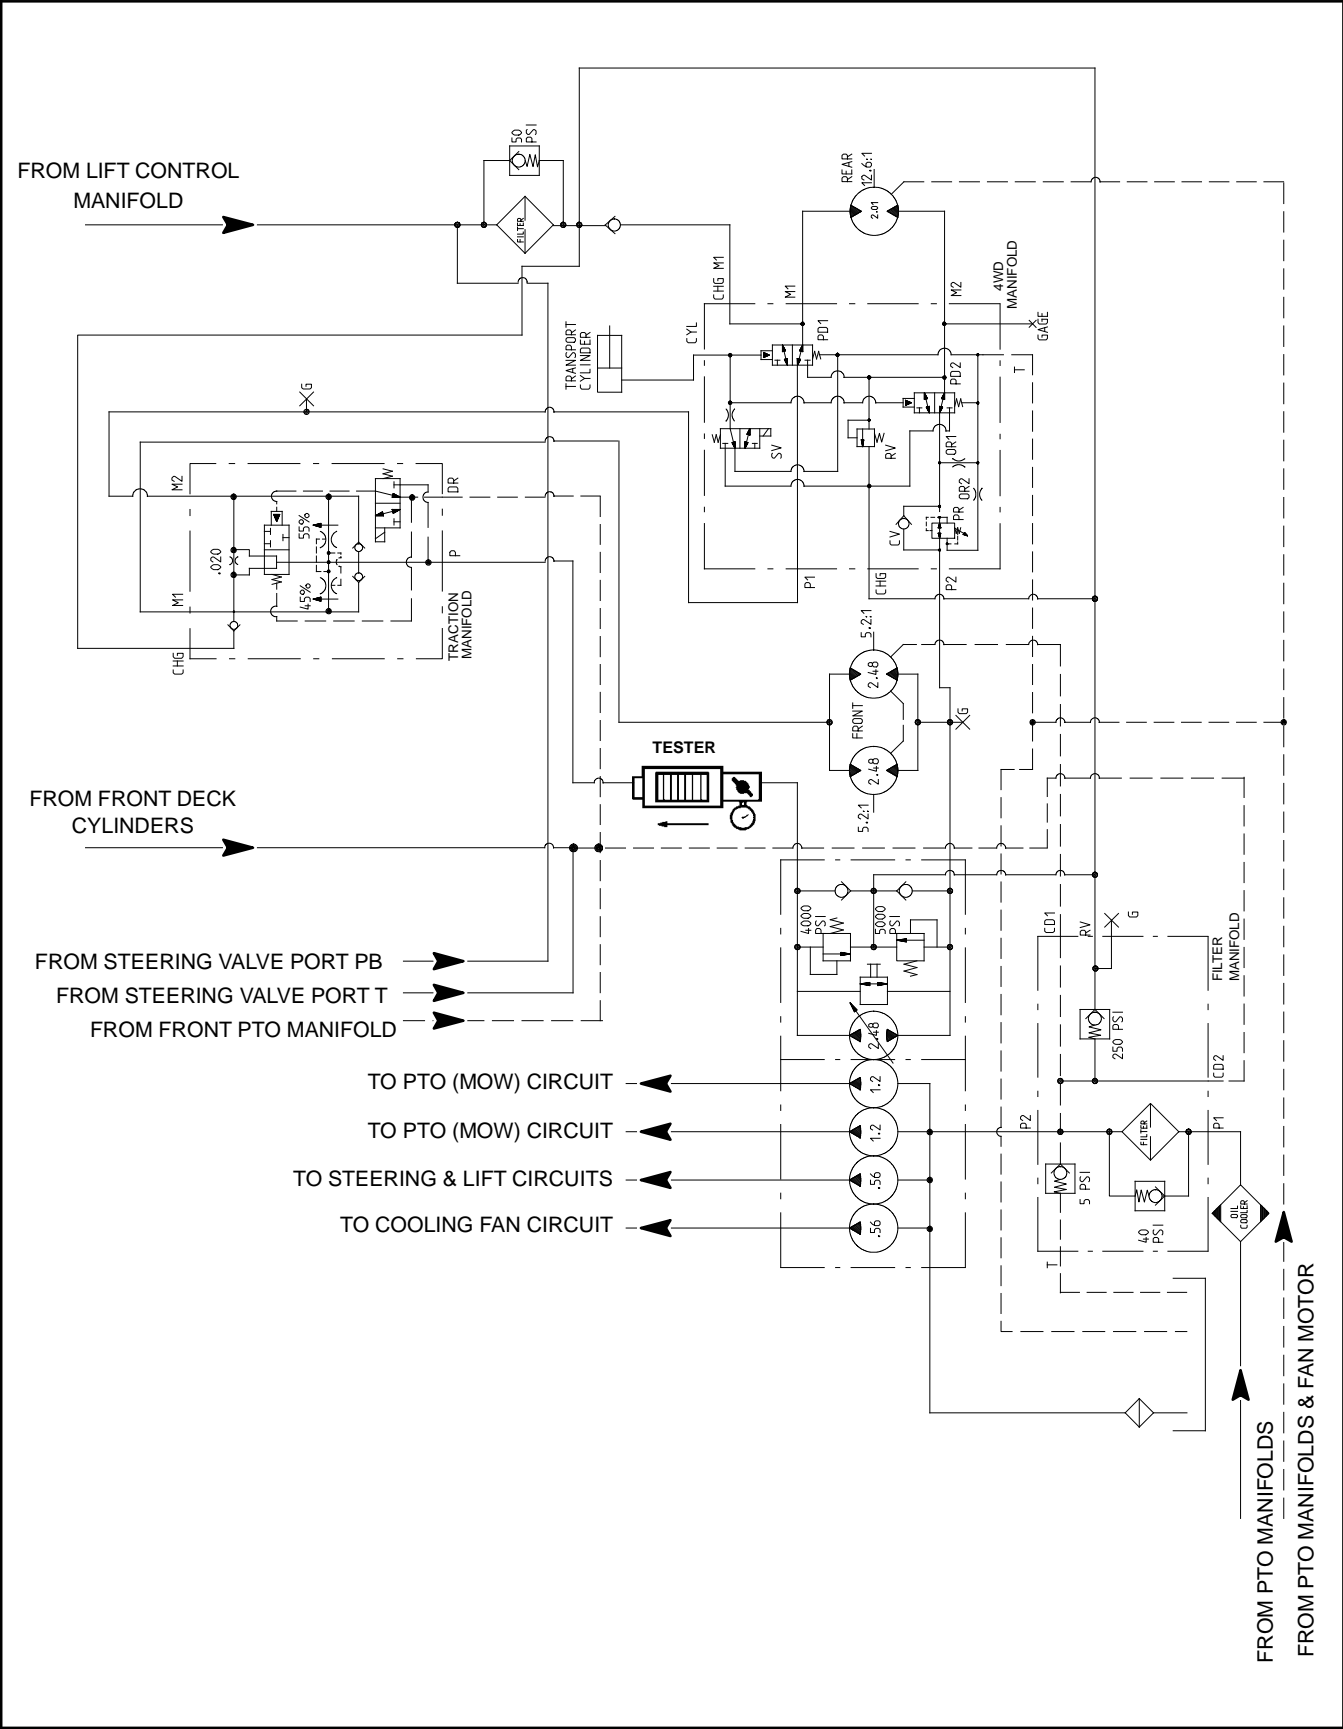 50
PSI
FROM LIFT CONTROL
MANIFOLD
FILTER
REAR
12.6:1
2.01
CHG M1
M1
M2
4WD
MANIFOLD
GAGE
TRANSPORT
CYLINDER
CYL
PD1
PD2
T
SV
RV
OR1
OR2
PR
CV
P1
CHG
P2
G
M2
DR
.020
55%
45%
P
M1
CHG
TRACTION
MANIFOLD
5.2:1
2.48
FRONT
G
2.48
5.2:1
TESTER
FROM FRONT DECK
CYLINDERS
4000
PSI
5000
PSI
CD1
RV
G
FILTER
MANIFOLD
FROM STEERING VALVE PORT PB
FROM STEERING VALVE PORT T
FROM FRONT PTO MANIFOLD
2.48
250 PSI
CD2
TO PTO (MOW) CIRCUIT
1.2
TO PTO (MOW) CIRCUIT
1.2
P2
FILTER
P1
TO STEERING & LIFT CIRCUITS
.56
5 PSI
TO COOLING FAN CIRCUIT
.56
40
PSI
OIL
COOLER
T
FROM PTO MANIFOLDS
FROM PTO MANIFOLDS & FAN MOTOR